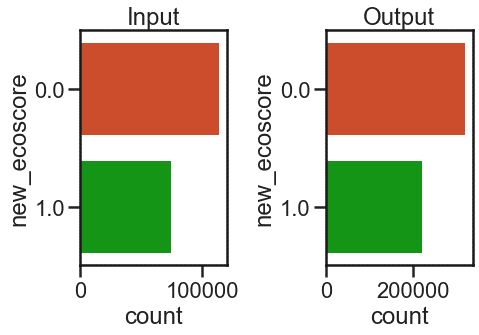 Input
new_ecoscore
0.0
1.0
0
100000
count
Output
new_ecoscore
0.0
1.0
0
200000
count